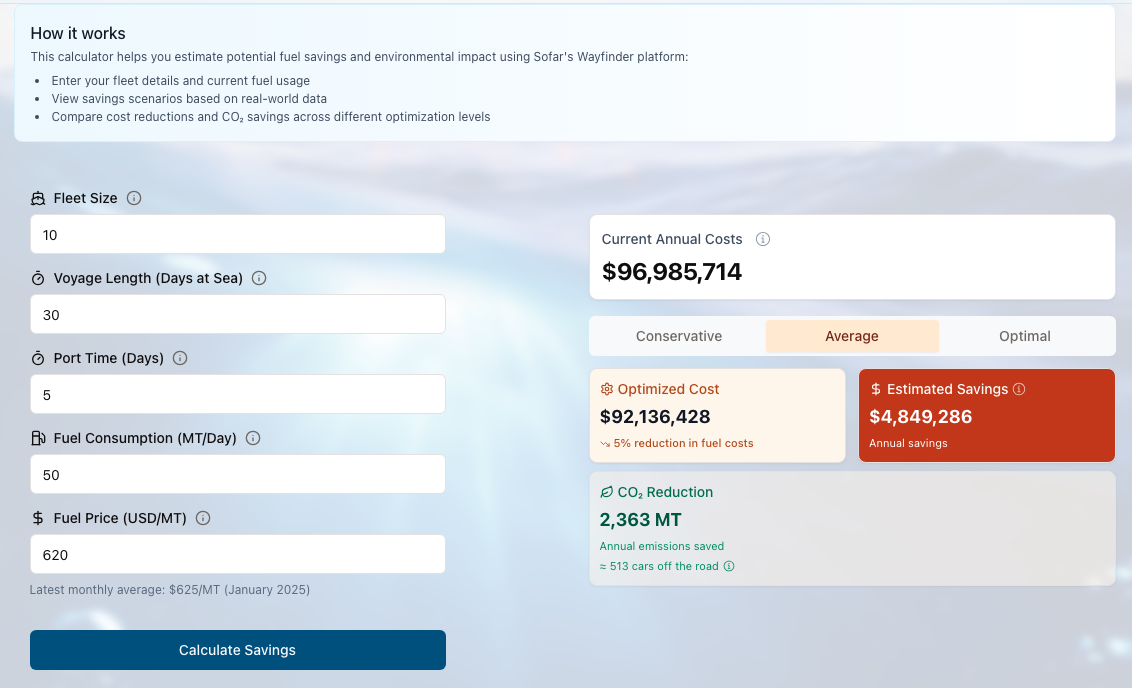 How it works
This calculator helps you estimate potential fuel savings and environmental impact using Sofar's Wayfinder platform:
• Enter your fleet details and current fuel usage
• View savings scenarios based on real-world data
• Compare cost reductions and CO₂ savings across different optimization levels
Fleet Size
10
Voyage Length (Days at Sea)
30
Port Time (Days)
5
Fuel Consumption (MT/Day)
50
Fuel Price (USD/MT)
620
Latest monthly average: $625/MT (January 2025)
Calculate Savings
Current Annual Costs
$96,985,714
Conservative Average Optimal
Optimized Cost
$92,136,428
5% reduction in fuel costs
$ Estimated Savings
$4,849,286
Annual savings
CO₂ Reduction
2,363 MT
Annual emissions saved
≈ 513 cars off the road